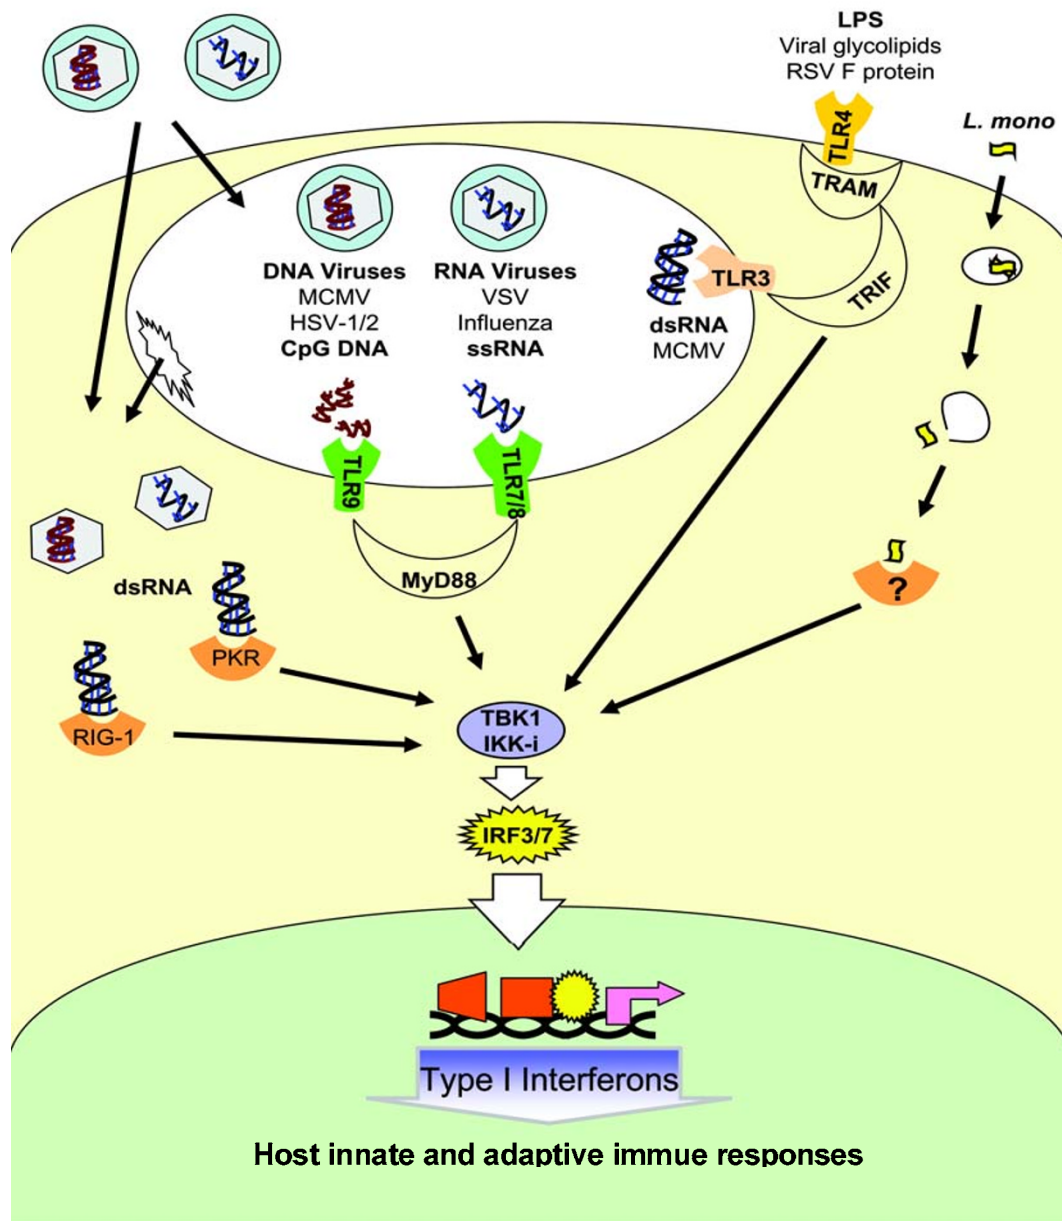 LPS
Viral glycolipids
RSV F protein
TLR4
L. mono
TRAM
DNA Viruses
MCMV
HSV-1/2
CpG DNA
RNA Viruses
VSV
Influenza
ssRNA
TLR3
dsRNA
MCMV
TRIF
TLR9
TLR7/8
MyD88
?
dsRNA
PKR
RIG-1
TBK1
IKK-i
IRF3/7
Type I Interferons
Host innate and adaptive immue responses